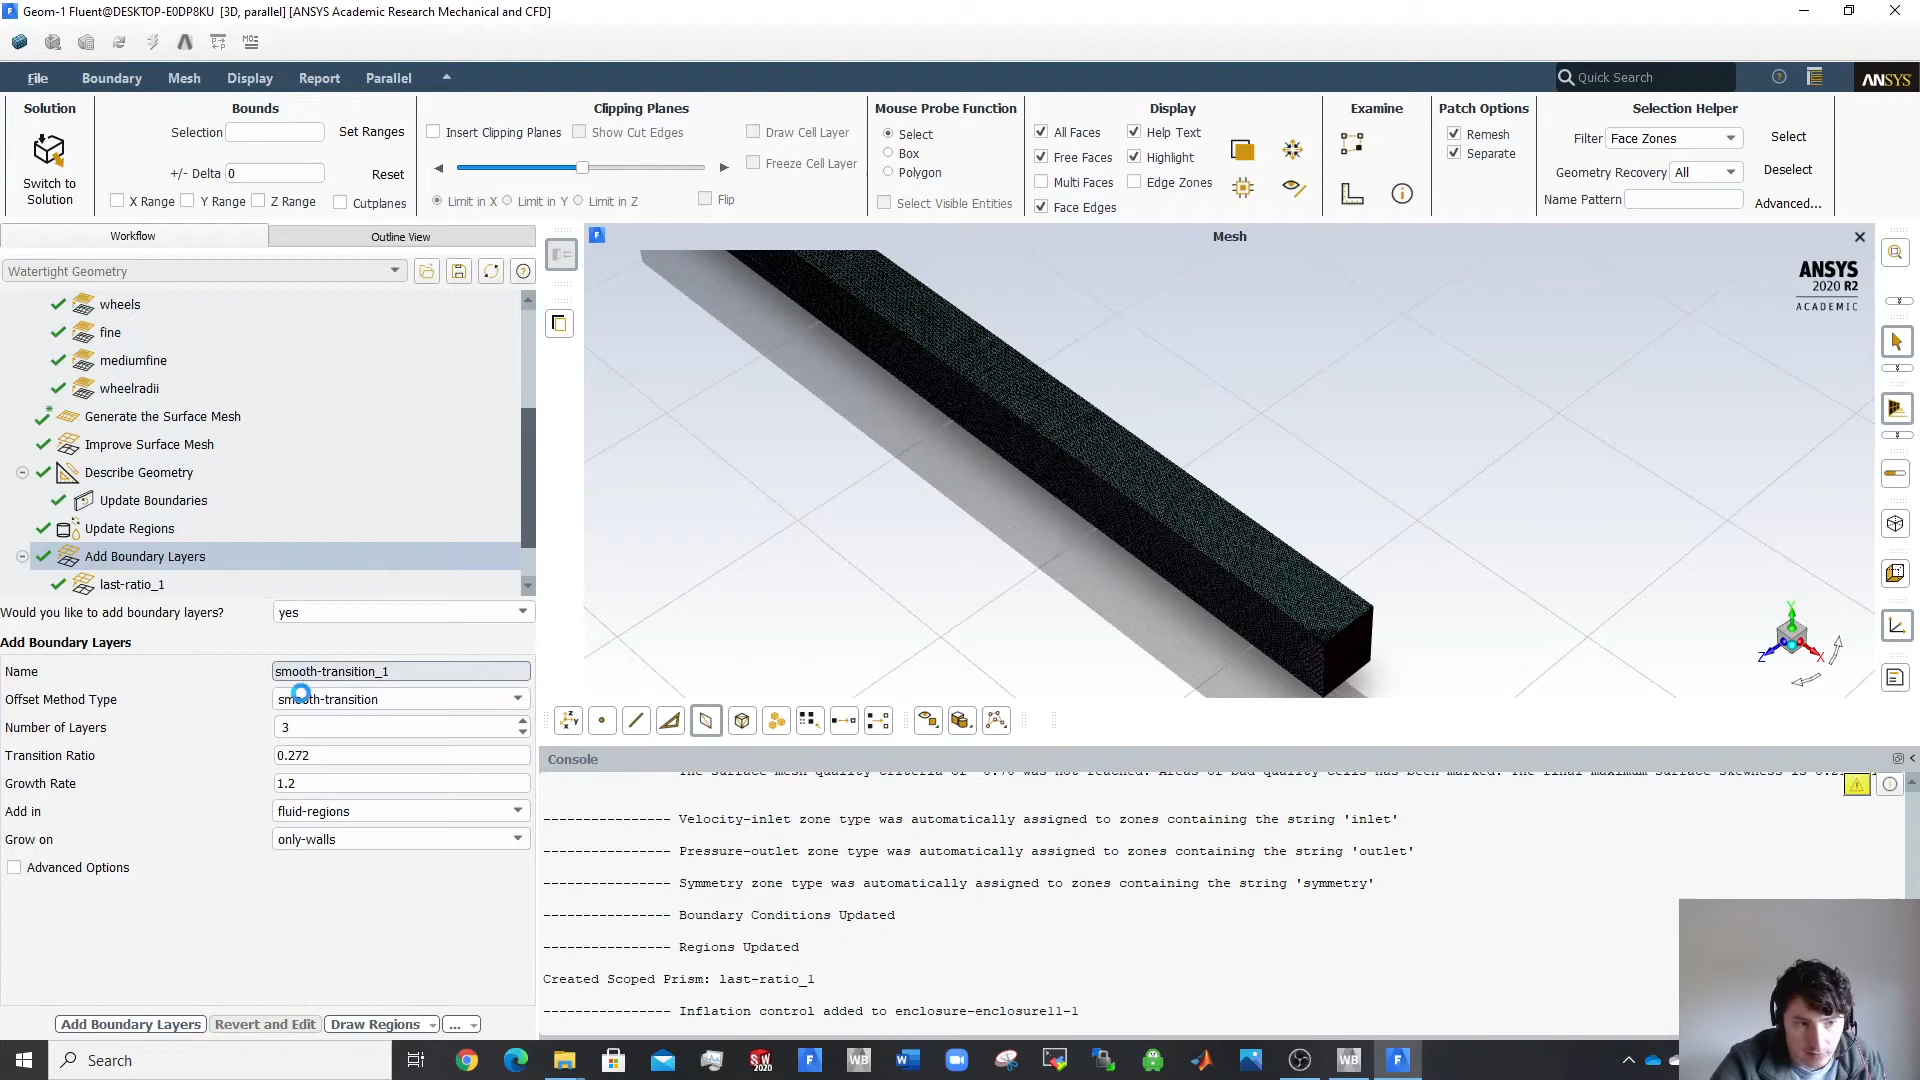 Geom-1 Fluent@DESKTOP-E0DP8KU [3D, parallel] [ANSYS Academic Research Mechanical and CFD]
File Boundary Mesh Display Report Parallel
Quick Search
ANSYS
Solution
Switch to Solution
Bounds
Selection
Set Ranges
+/- Delta 0
Reset
X Range Y Range Z Range Cutplanes
Clipping Planes
Insert Clipping Planes Show Cut Edges Draw Cell Layer
Freeze Cell Layer
Limit in X Limit in Y Limit in Z Flip
Mouse Probe Function
Select
Box
Polygon
Select Visible Entities
Display
All Faces Help Text
Free Faces Highlight
Multi Faces Edge Zones
Face Edges
Examine
Patch Options
Remesh
Separate
Selection Helper
Filter Face Zones Select
Geometry Recovery All Deselect
Name Pattern Advanced...
Workflow Outline View
Watertight Geometry
wheels
fine
mediumfine
wheelradii
Generate the Surface Mesh
Improve Surface Mesh
Describe Geometry
Update Boundaries
Update Regions
Add Boundary Layers
last-ratio_1
Would you like to add boundary layers? yes
Add Boundary Layers
Name smooth-transition_1
Offset Method Type smooth-transition
Number of Layers 3
Transition Ratio 0.272
Growth Rate 1.2
Add in fluid-regions
Grow on only-walls
Advanced Options
Add Boundary Layers Revert and Edit Draw Regions ...
Mesh
ANSYS
2020 R2
ACADEMIC
Y
Z
X
Console
---------------- Velocity-inlet zone type was automatically assigned to zones containing the string 'inlet'
---------------- Pressure-outlet zone type was automatically assigned to zones containing the string 'outlet'
---------------- Symmetry zone type was automatically assigned to zones containing the string 'symmetry'
---------------- Boundary Conditions Updated
---------------- Regions Updated
Created Scoped Prism: last-ratio_1
---------------- Inflation control added to enclosure-enclosure11-1
Search